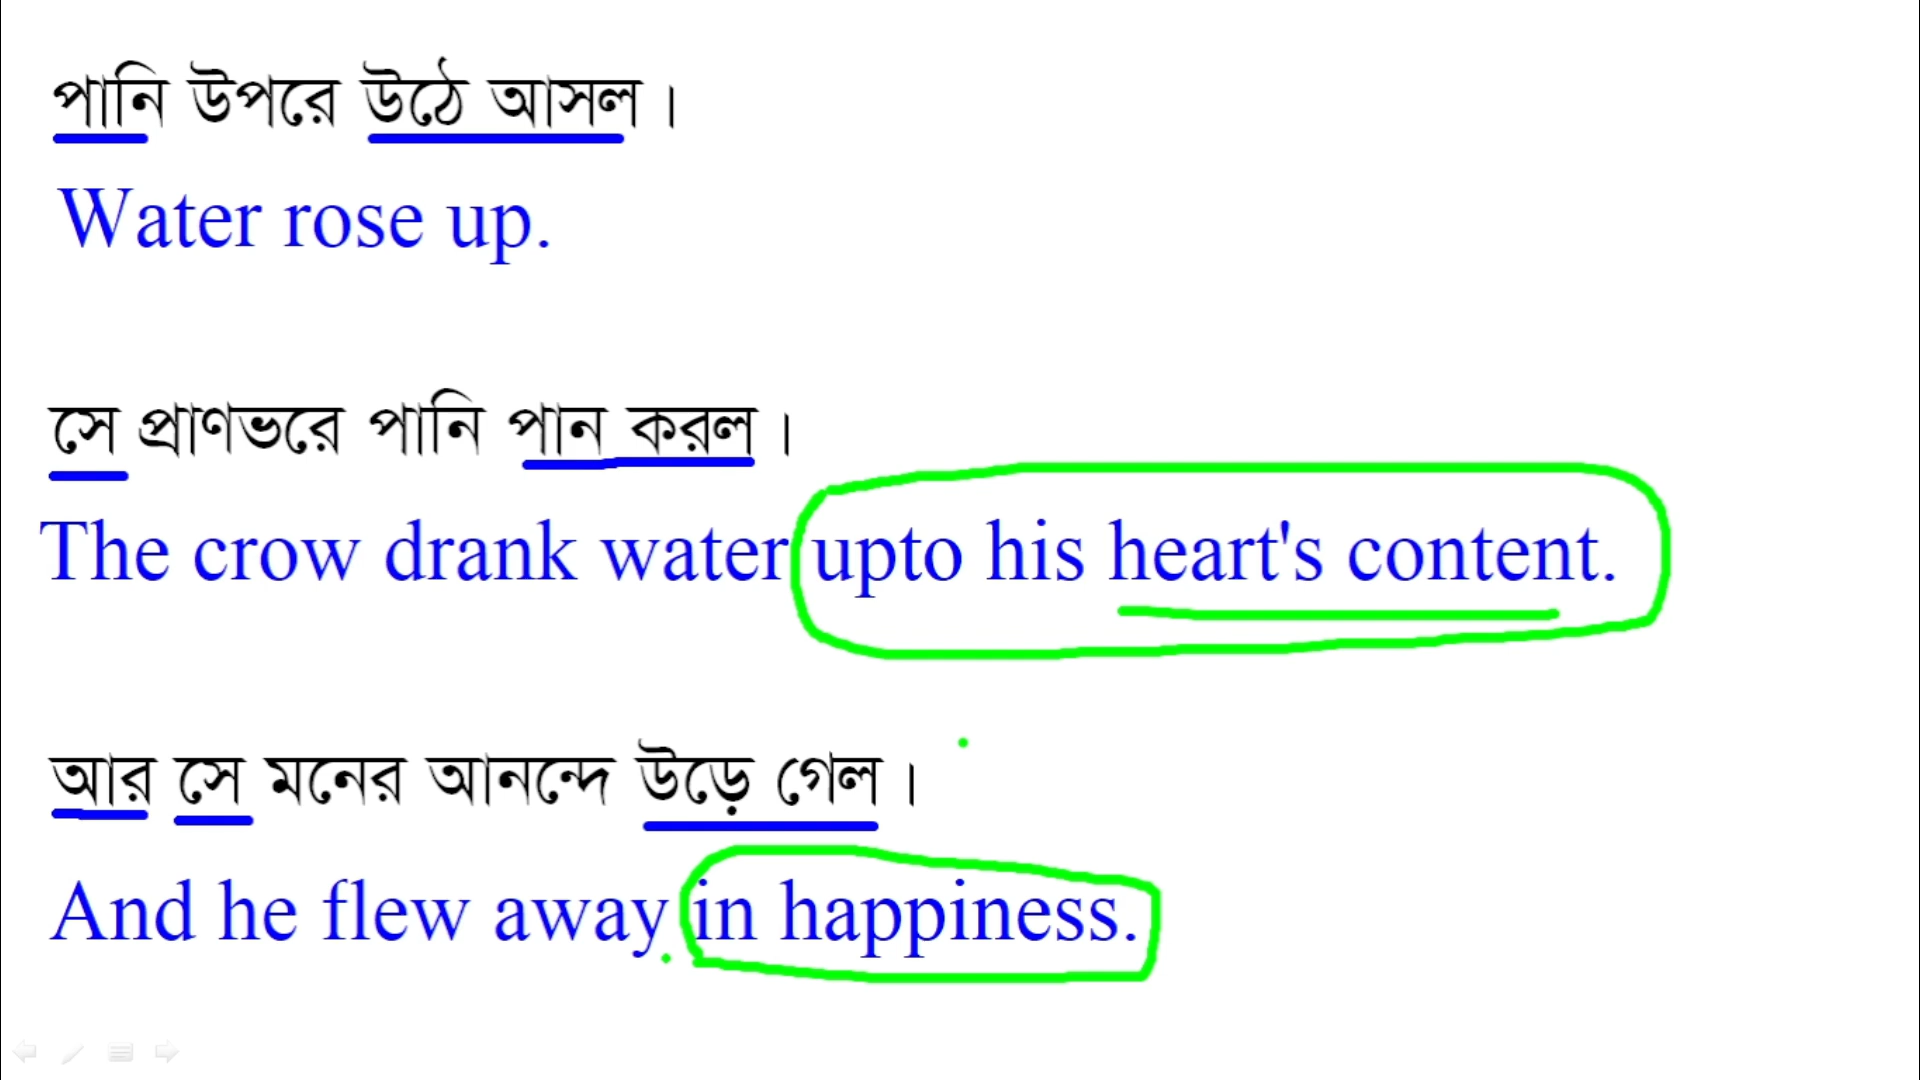 পানি উপরে উঠে আসল।
Water rose up.
সে প্রাণভরে পানি পান করল।
The crow drank water upto his heart's content.
আর সে মনের আনন্দে উড়ে গেল।
And he flew away in happiness.